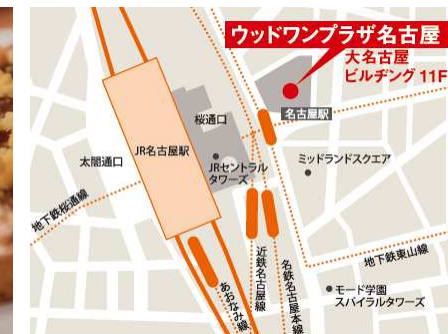 ウッドワンプラザ名古屋
大名古屋
ビルヂング 11F
名古屋駅
桜通口
JR名古屋駅
太閤通口
JRセントラル
タワーズ
ミッドランドスクエア
地下鉄桜通線
地下鉄東山線
近鉄名古屋線
名鉄名古屋本線
あおなみ線
モード学園
スパイラルタワーズ